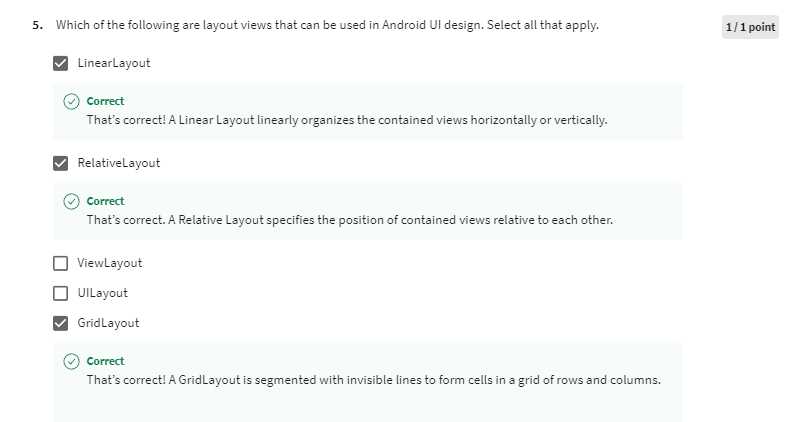 5. Which of the following are layout views that can be used in Android UI design. Select all that apply.
1 / 1 point
LinearLayout
Correct
That's correct! A Linear Layout linearly organizes the contained views horizontally or vertically.
RelativeLayout
Correct
That's correct. A Relative Layout specifies the position of contained views relative to each other.
ViewLayout
UILayout
GridLayout
Correct
That's correct! A GridLayout is segmented with invisible lines to form cells in a grid of rows and columns.